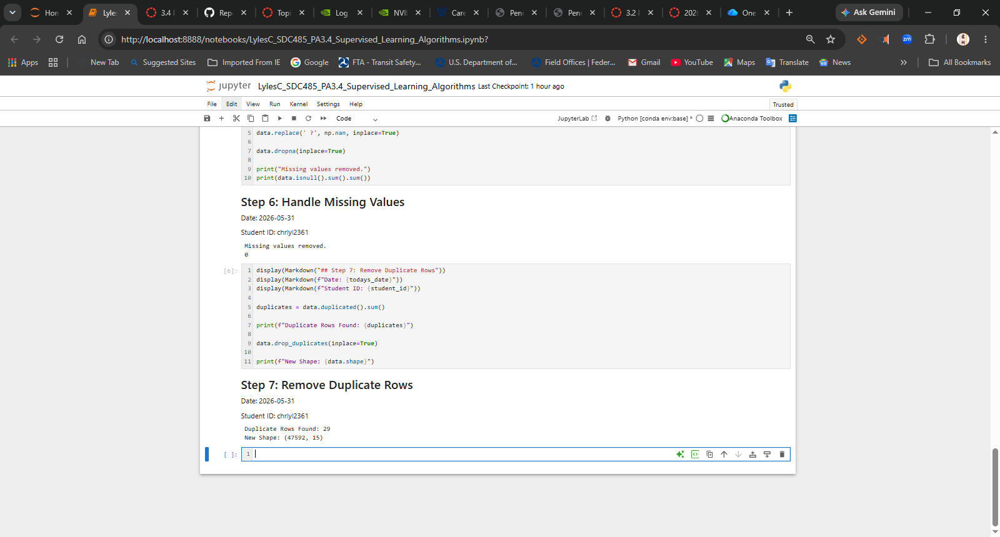 Hor
Lyles
3.4 F
Rep
Topi
Log
NVI
Care
Penn
Penn
3.2 F
202
One
Ask Gemini
http://localhost:8888/notebooks/LylesC_SDC485_PA3.4_Supervised_Learning_Algorithms.ipynb?
Apps
New Tab
Suggested Sites
Imported From IE
Google
FTA - Transit Safety...
U.S. Department of...
Field Offices | Feder...
Gmail
YouTube
Maps
Translate
News
»
All Bookmarks
jupyter LylesC_SDC485_PA3.4_Supervised_Learning_Algorithms Last Checkpoint: 1 hour ago
File Edit View Run Kernel Settings Help
Trusted
Code
JupyterLab
Python [conda env:base] *
Anaconda Toolbox
5 data.replace(' ?', np.nan, inplace=True)
6
7 data.dropna(inplace=True)
8
9 print("Missing values removed.")
10 print(data.isnull().sum().sum())
Step 6: Handle Missing Values
Date: 2026-05-31
Student ID: chrlyl2361
Missing values removed.
0
[6]: 1 display(Markdown("## Step 7: Remove Duplicate Rows"))
2 display(Markdown(f"Date: {todays_date}"))
3 display(Markdown(f"Student ID: {student_id}"))
4
5 duplicates = data.duplicated().sum()
6
7 print(f"Duplicate Rows Found: {duplicates}")
8
9 data.drop_duplicates(inplace=True)
10
11 print(f"New Shape: {data.shape}")
Step 7: Remove Duplicate Rows
Date: 2026-05-31
Student ID: chrlyl2361
Duplicate Rows Found: 29
New Shape: (47592, 15)
[ ]: 1